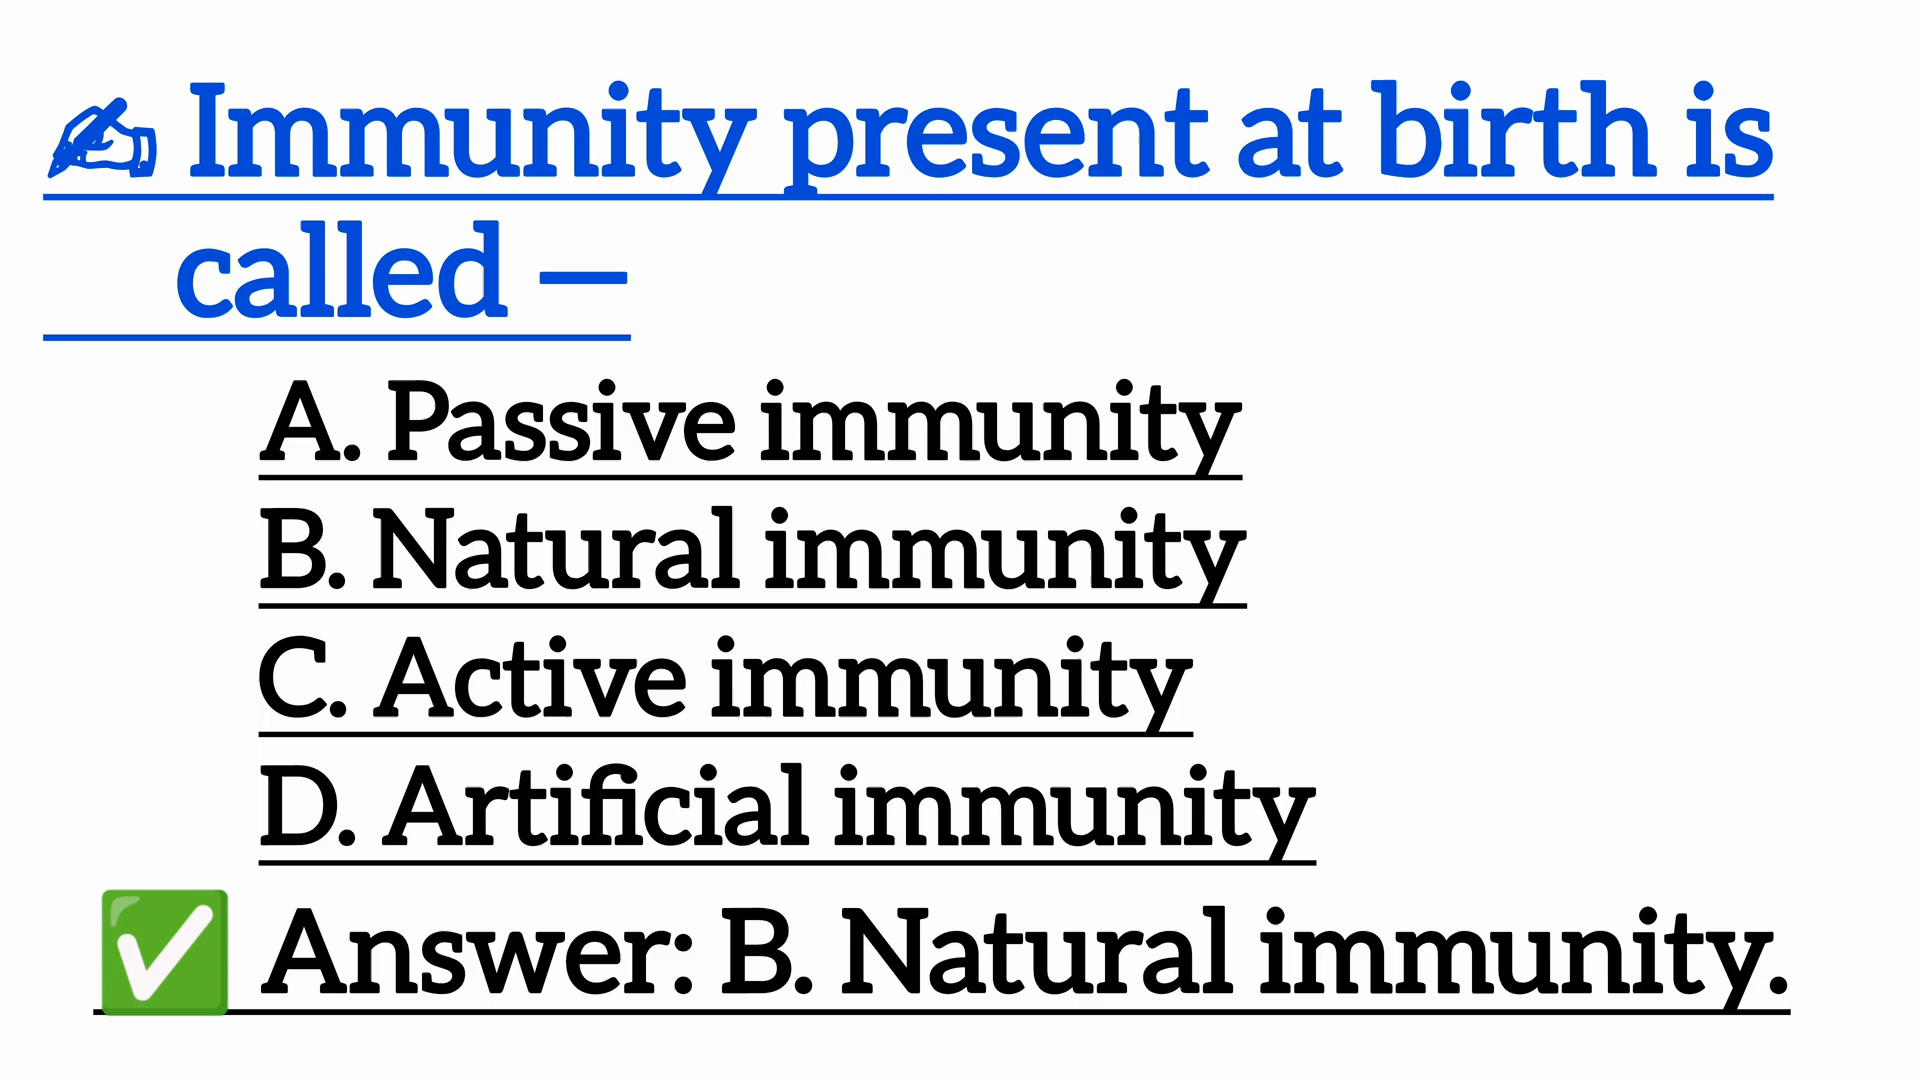 ✍ Immunity present at birth is
called —
A. Passive immunity
B. Natural immunity
C. Active immunity
D. Artificial immunity
✅ Answer: B. Natural immunity.